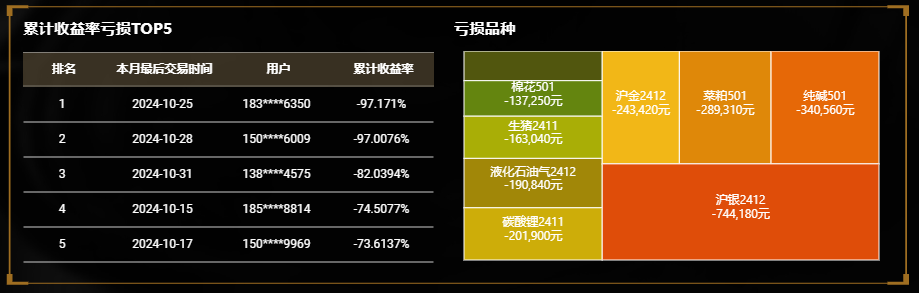 累计收益率亏损TOP5
排名 本月最后交易时间 用户 累计收益率
1 2024-10-25 183****6350 -97.171%
2 2024-10-28 150****6009 -97.0076%
3 2024-10-31 138****4575 -82.0394%
4 2024-10-15 185****8814 -74.5077%
5 2024-10-17 150****9969 -73.6137%
亏损品种
棉花501
-137,250元
生猪2411
-163,040元
液化石油气2412
-190,840元
碳酸锂2411
-201,900元
沪金2412
-243,420元
菜粕501
-289,310元
纯碱501
-340,560元
沪银2412
-744,180元